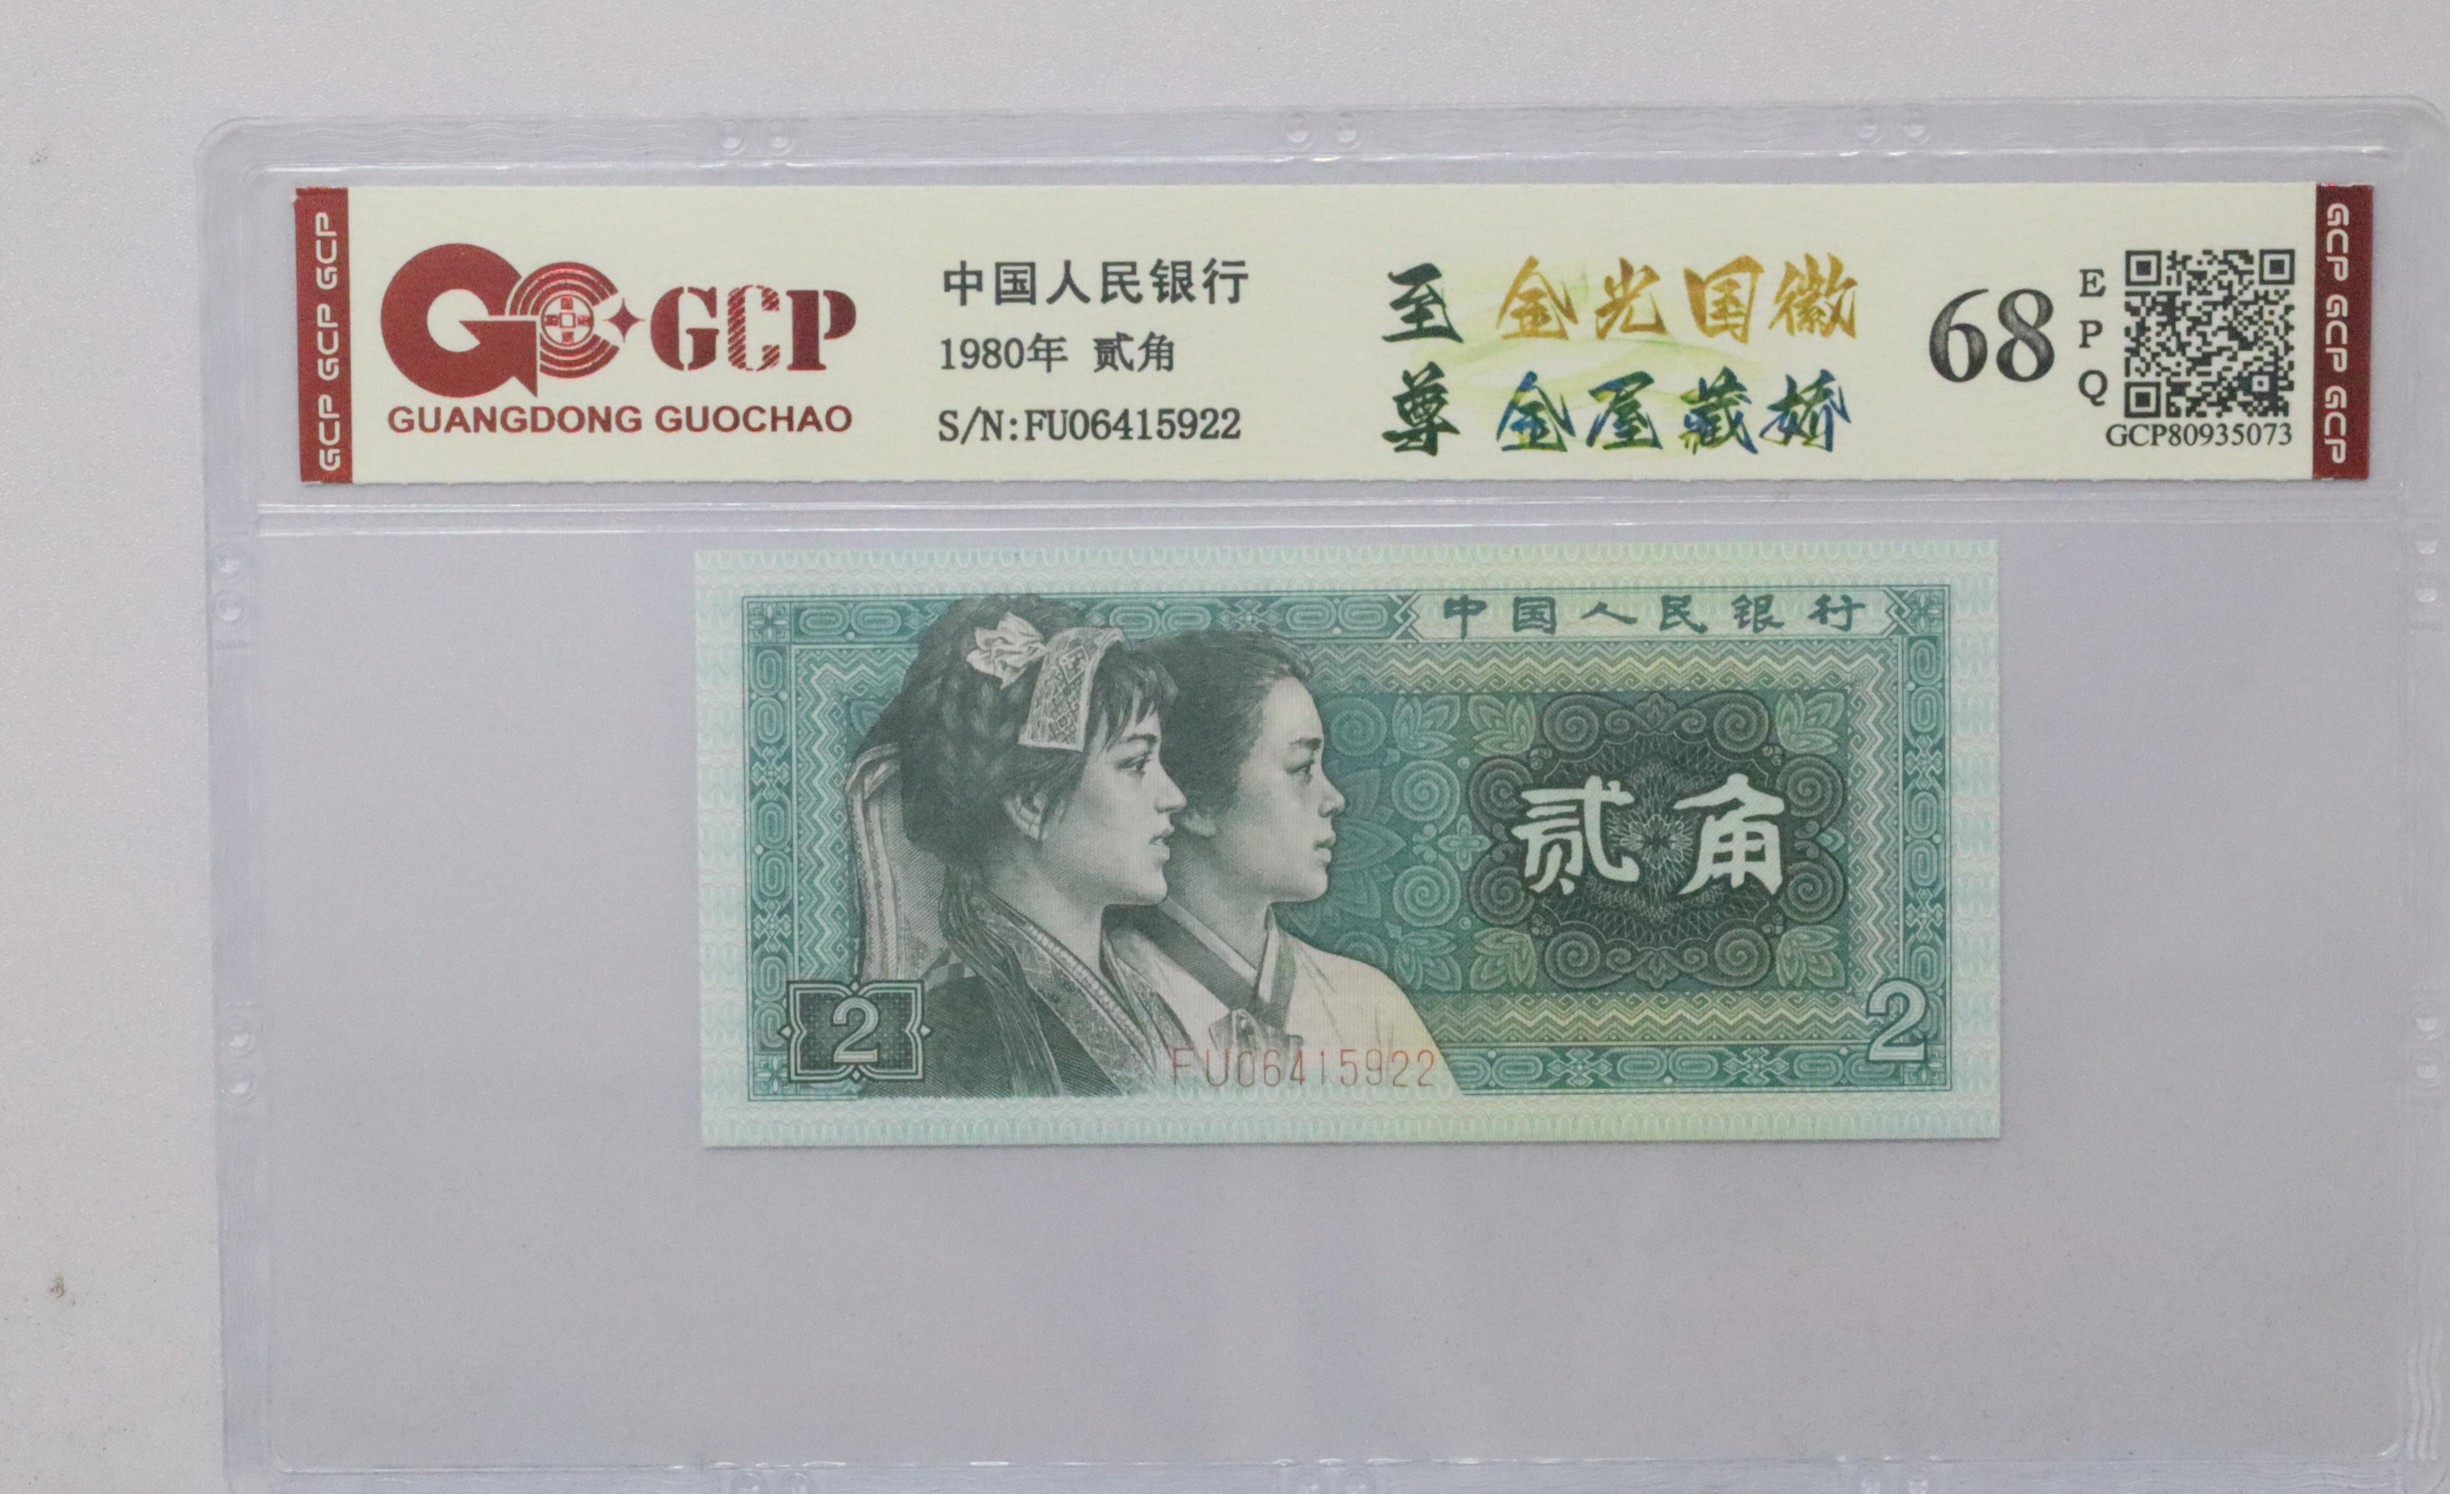 GCP GCP GCP
GCP
GUANGDONG GUOCHAO
中国人民银行
1980年 贰角
S/N:FU06415922
至尊
金光国徽
金屋藏娇
68
EPQ
GCP80935073
GCP GCP GCP
中国人民银行
贰角
2
2
FU06415922